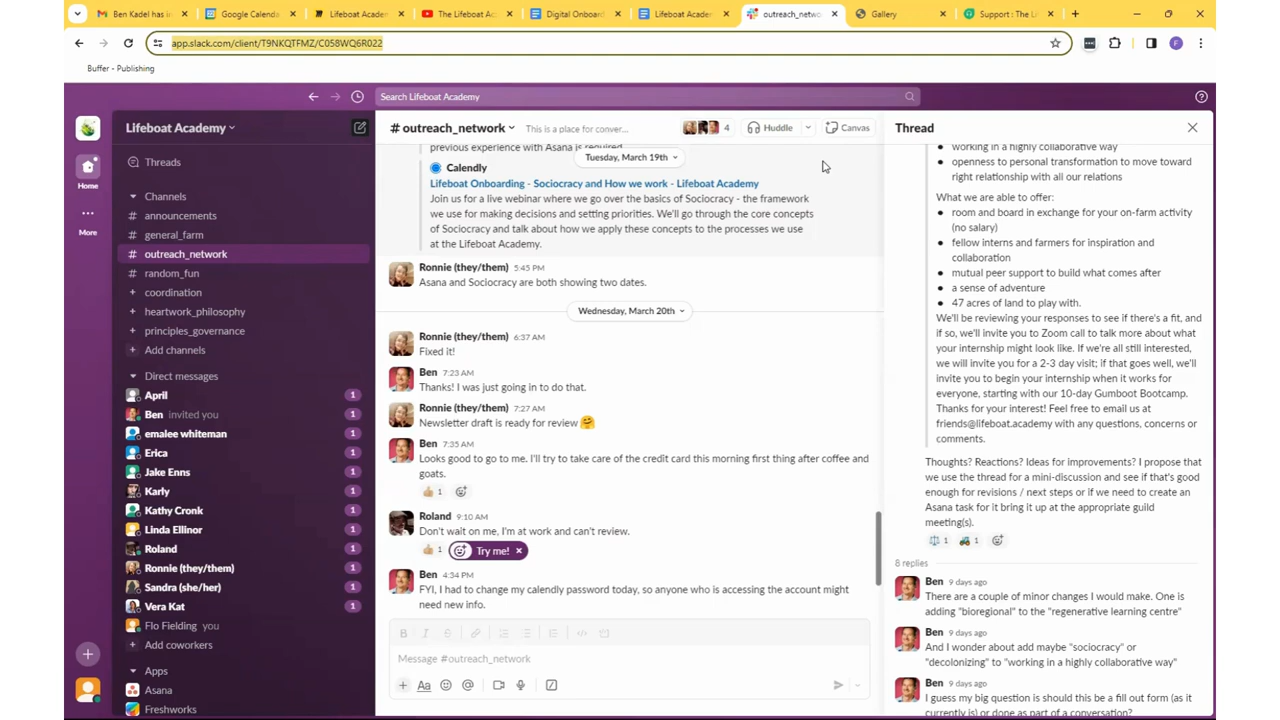 Ben Kadel has in
Google Calenda
Lifeboat Acader
The Lifeboat Ac
Digital Onboard
Lifeboat Academ
outreach_netwo
Gallery
Support : The Li
app.slack.com/client/T9NKQTFMZ/C058WQ6R022
F
Buffer - Publishing
Search Lifeboat Academy
Lifeboat Academy
Home
More
Threads
Channels
# announcements
# general_farm
# outreach_network
# random_fun
coordination
heartwork_philosophy
principles_governance
Add channels
Direct messages
April 1
Ben invited you 1
emalee whiteman 1
Erica 1
Jake Enns 1
Karly 1
Kathy Cronk 1
Linda Ellinor 1
Roland 1
Ronnie (they/them) 1
Sandra (she/her) 1
Vera Kat 1
Flo Fielding you
Add coworkers
Apps
Asana
Freshworks
# outreach_network
This is a place for conver...
4
Huddle
Canvas
previous experience with Asana is required.
Tuesday, March 19th
Calendly
Lifeboat Onboarding - Sociocracy and How we work - Lifeboat Academy
Join us for a live webinar where we go over the basics of Sociocracy - the framework
we use for making decisions and setting priorities. We'll go through the core concepts
of Sociocracy and talk about how we apply these concepts to the processes we use
at the Lifeboat Academy.
Ronnie (they/them) 5:45 PM
Asana and Sociocracy are both showing two dates.
Wednesday, March 20th
Ronnie (they/them) 6:37 AM
Fixed it!
Ben 7:23 AM
Thanks! I was just going in to do that.
Ronnie (they/them) 7:27 AM
Newsletter draft is ready for review 🤗
Ben 7:35 AM
Looks good to go to me. I'll try to take care of the credit card this morning first thing after coffee and
goats.
1
Roland 9:10 AM
Don't wait on me, I'm at work and can't review.
1
Try me!
Ben 4:34 PM
FYI, I had to change my calendly password today, so anyone who is accessing the account might
need new info.
B I S
Message #outreach_network
Aa
Thread
working in a highly collaborative way
openness to personal transformation to move toward
right relationship with all our relations
What we are able to offer:
room and board in exchange for your on-farm activity
(no salary)
fellow interns and farmers for inspiration and
collaboration
mutual peer support to build what comes after
a sense of adventure
47 acres of land to play with.
We'll be reviewing your responses to see if there's a fit, and
if so, we'll invite you to Zoom call to talk more about what
your internship might look like. If we're all still interested,
we will invite you for a 2-3 day visit; if that goes well, we'll
invite you to begin your internship when it works for
everyone, starting with our 10-day Gumboot Bootcamp.
Thanks for your interest! Feel free to email us at
friends@lifeboat.academy with any questions, concerns or
comments.
Thoughts? Reactions? Ideas for improvements? I propose that
we use the thread for a mini-discussion and see if that's good
enough for revisions / next steps or if we need to create an
Asana task for it bring it up at the appropriate guild
meeting(s).
1 1
8 replies
Ben 9 days ago
There are a couple of minor changes I would make. One is
adding "bioregional" to the "regenerative learning centre"
Ben 9 days ago
And I wonder about add maybe "sociocracy" or
"decolonizing" to "working in a highly collaborative way"
Ben 9 days ago
I guess my big question is should this be a fill out form (as it
currently is) or done as part of a conversation?